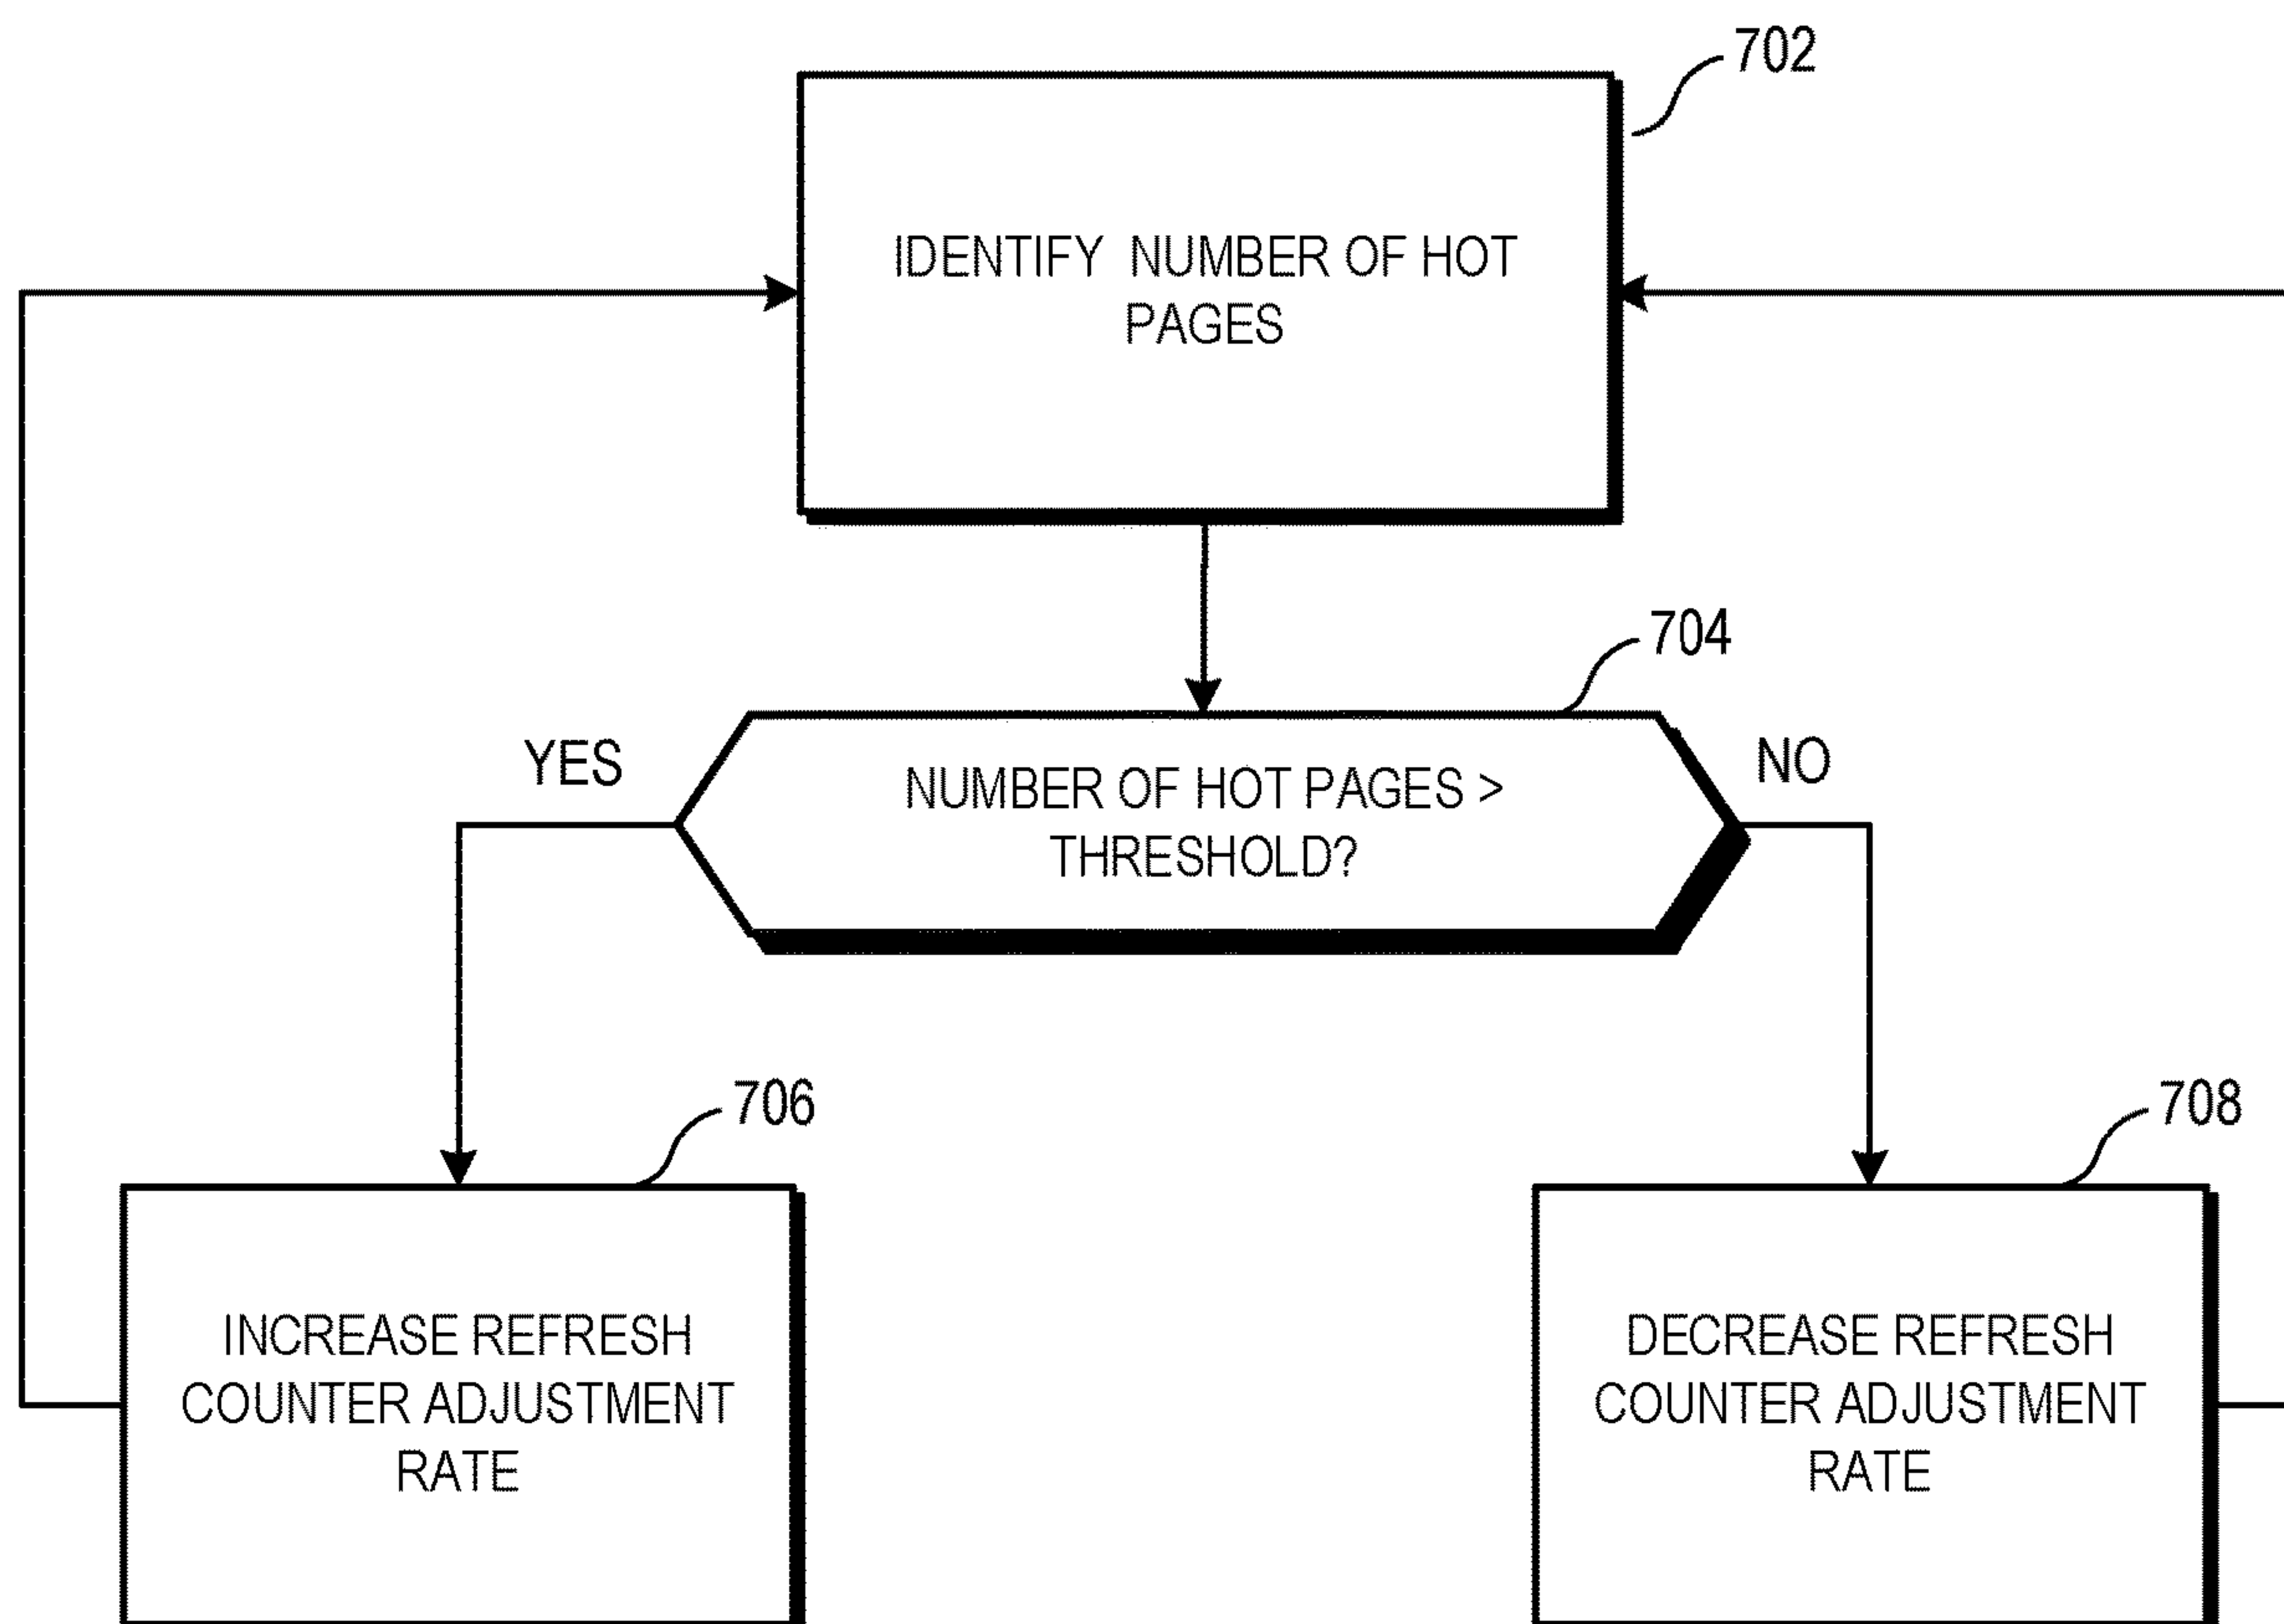 702
IDENTIFY NUMBER OF HOT
PAGES
704
YES
NUMBER OF HOT PAGES >
THRESHOLD?
NO
706
INCREASE REFRESH
COUNTER ADJUSTMENT
RATE
708
DECREASE REFRESH
COUNTER ADJUSTMENT
RATE